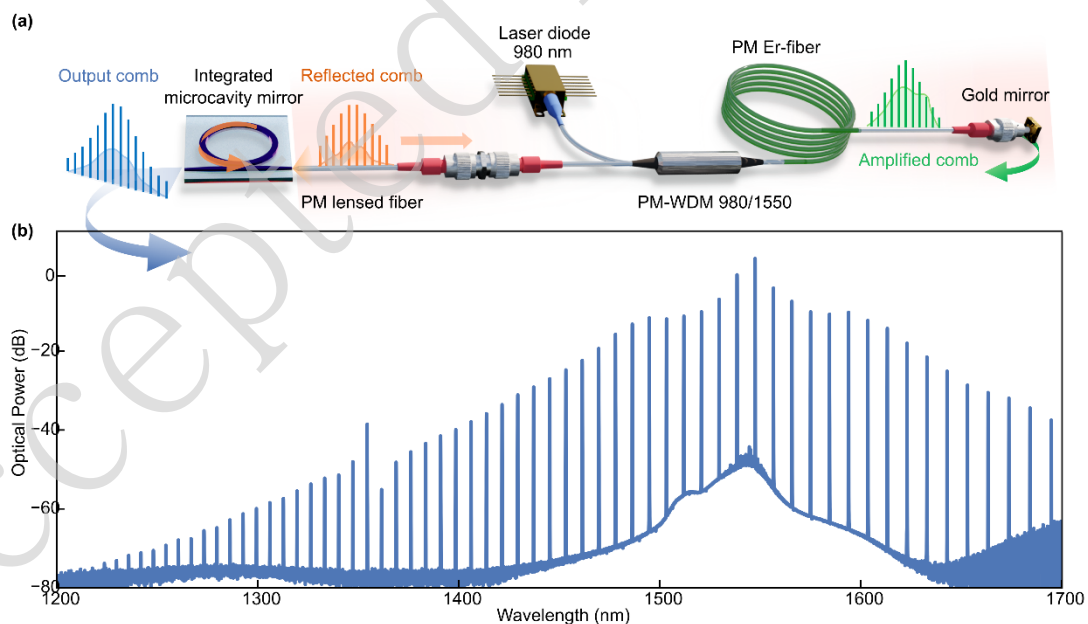 (a)
Laser diode
980 nm
PM Er-fiber
Output comb
Integrated
microcavity mirror
Reflected comb
Gold mirror
Amplified comb
PM lensed fiber
PM-WDM 980/1550
(b)
Optical Power (dB)
0
−20
−40
−60
−80
1200
1300
1400
1500
1600
1700
Wavelength (nm)
ccepted